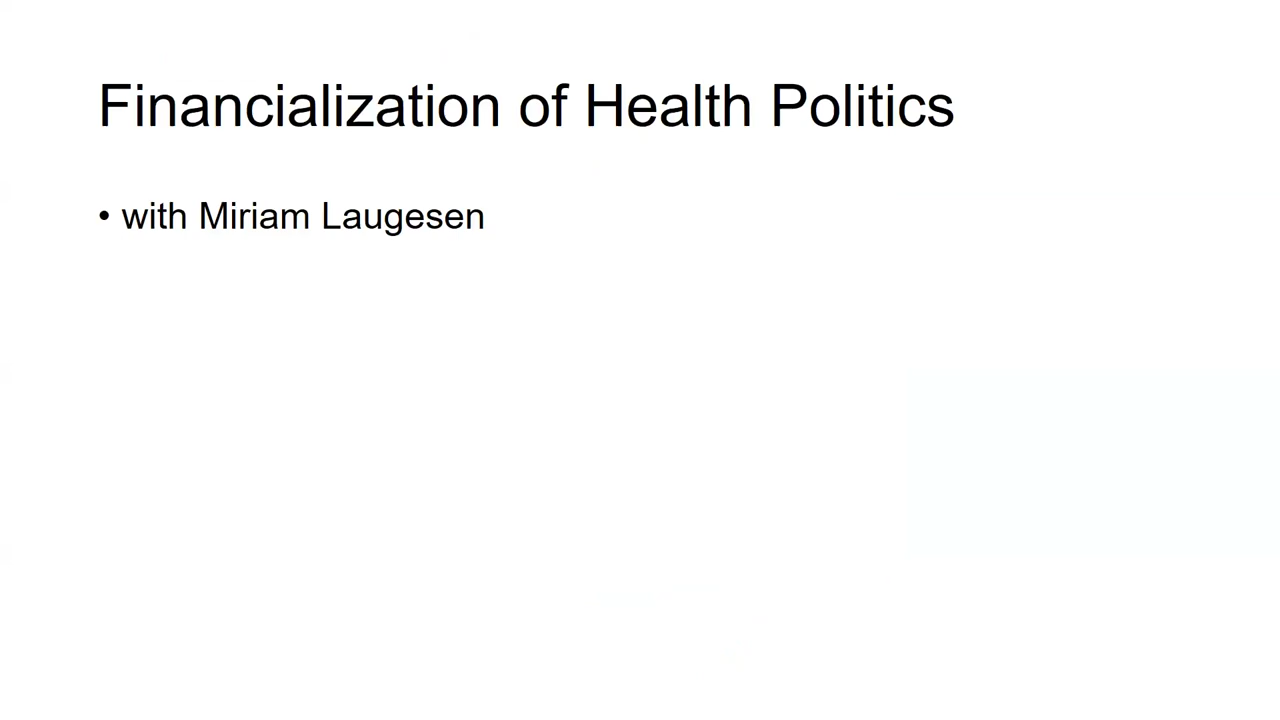 Financialization of Health Politics
• with Miriam Laugesen